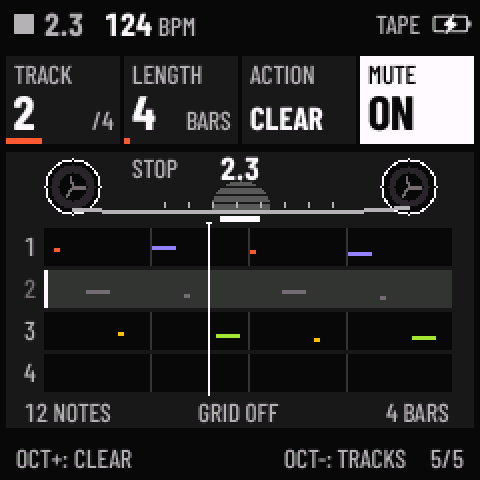 2.3 124 BPM TAPE
TRACK LENGTH ACTION MUTE
2 /4 4 BARS CLEAR ON
STOP 2.3
1
2
3
4
12 NOTES GRID OFF 4 BARS
OCT+: CLEAR OCT-: TRACKS 5/5